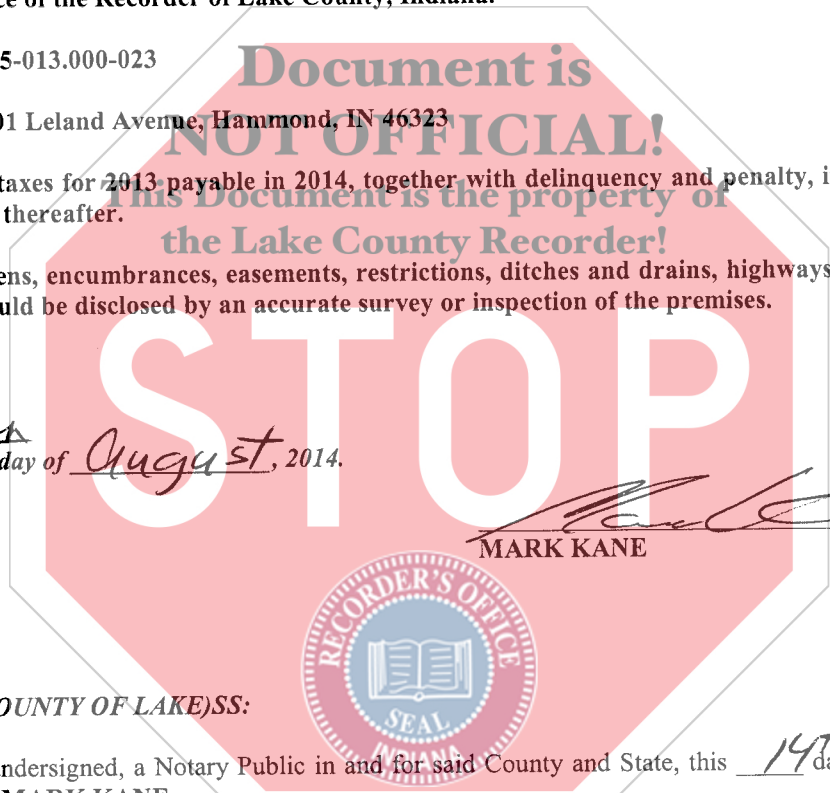 ce of the Recorder of Lake County, Indiana.
5-013.000-023
Document is
01 Leland Avenue, Hammond, IN 46323
NOT OFFICIAL!
taxes for 2013 payable in 2014, together with delinquency and penalty, i
This Document is the property of
thereafter.
the Lake County Recorder!
ens, encumbrances, easements, restrictions, ditches and drains, highways
uld be disclosed by an accurate survey or inspection of the premises.
STOP
day of August, 2014.
MARK KANE
RECORDER'S OFFICE
SEAL
INDIANA
OUNTY OF LAKE)SS:
ndersigned, a Notary Public in and for said County and State, this 14th da
MARK KANE